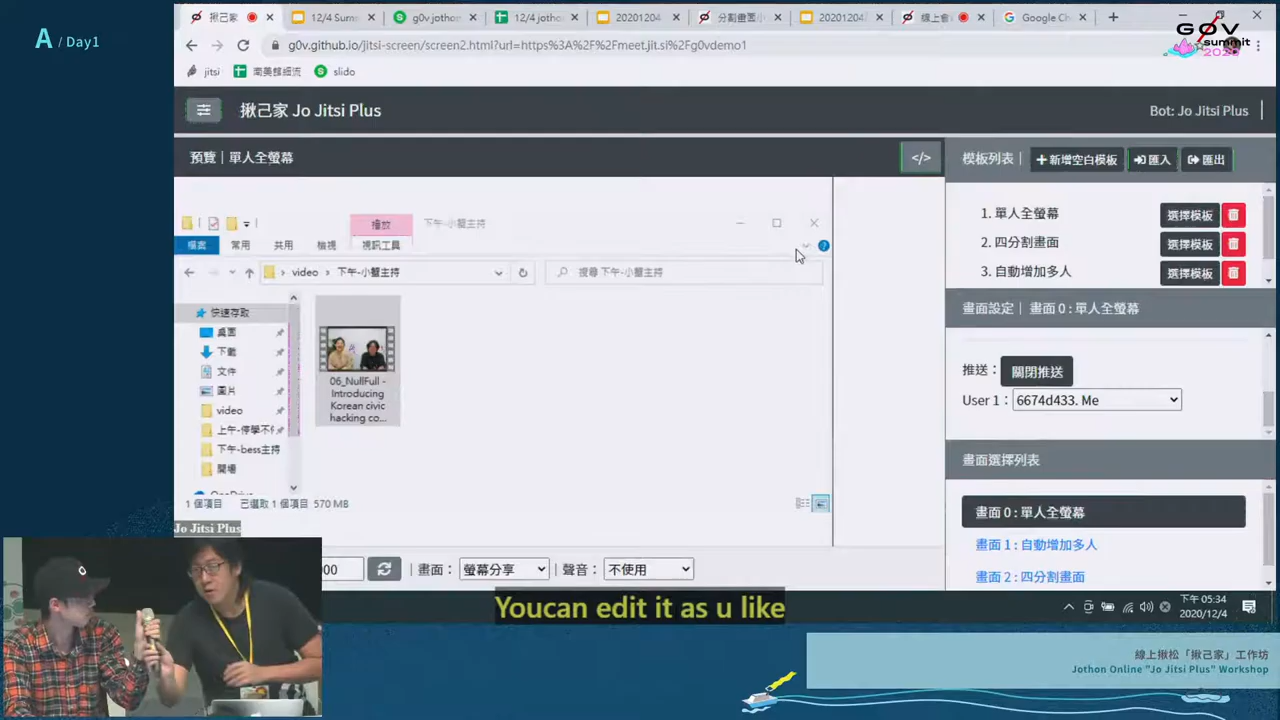 A / Day1
揪己家
12/4 Sum
g0v jothon
12/4 jotho
20201204
分割畫面小
20201204
線上會
Google Ch
g0v.github.io/jitsi-screen/screen2.html?url=https%3A%2F%2Fmeet.jit.si%2Fg0vdemo1
G0V
summit
2020
jitsi
南美館經流
slido
揪己家 Jo Jitsi Plus
Bot: Jo Jitsi Plus
預覽 | 單人全螢幕
</>
模板列表 |
新增空白模板
匯入
匯出
1. 單人全螢幕
選擇模板
2. 四分割畫面
選擇模板
3. 自動增加多人
選擇模板
播放
下午-小蟹主持
檔案
常用
共用
檢視
視訊工具
video
下午-小蟹主持
搜尋 下午-小蟹主持
快速存取
桌面
下載
文件
圖片
video
下午-bess主持
開場
06_NullFull -
Introducing
Korean civic
hacking co...
1 個項目
已選取 1 個項目 570 MB
Jo Jitsi Plus
畫面設定 | 畫面 0 : 單人全螢幕
推送：
關閉推送
User 1：
6674d433. Me
畫面選擇列表
畫面 0 : 單人全螢幕
畫面 1 : 自動增加多人
畫面 2 : 四分割畫面
00
| 畫面：
螢幕分享
| 聲音：
不使用
下午 05:34
2020/12/4
Youcan edit it as u like
線上揪松「揪己家」工作坊
Jothon Online "Jo Jitsi Plus" Workshop